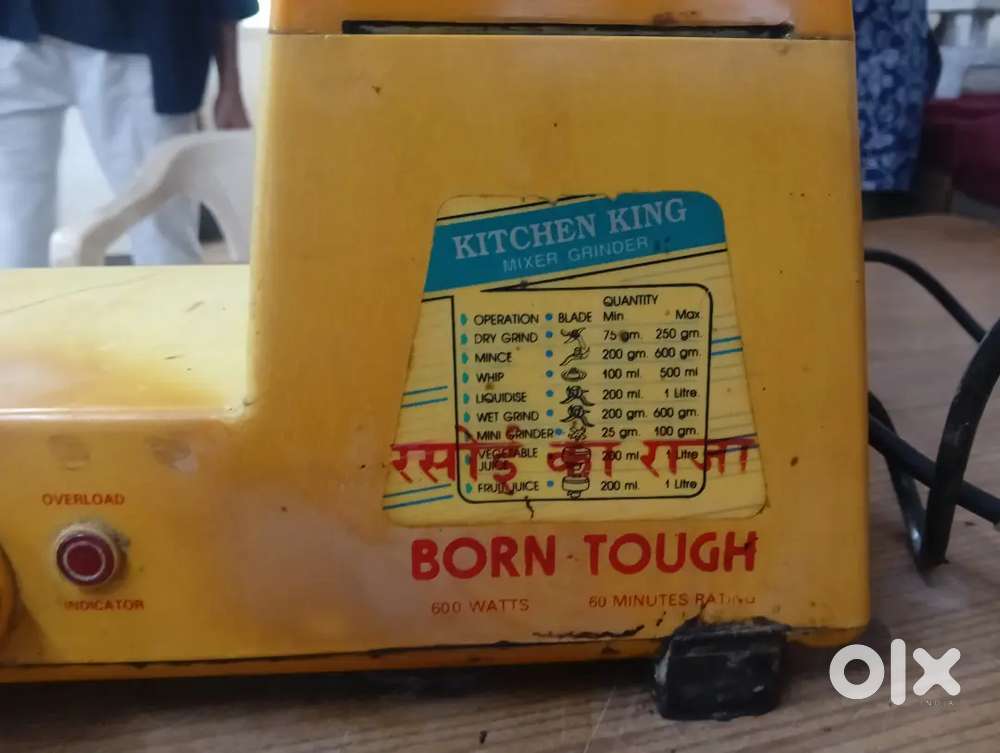 KITCHEN KING
MIXER GRINDER
QUANTITY
OPERATION • BLADE Min Max
DRY GRIND • 75 gm. 250 gm.
MINCE • 200 gm. 600 gm.
WHIP • 100 ml. 500 ml
LIQUIDISE • 200 ml. 1 Litre
WET GRIND • 200 gm. 600 gm.
MINI GRINDER • 25 gm. 100 gm.
VEGETABLE JUICE • 200 ml. 1 Litre
FRUIT JUICE • 200 ml. 1 Litre
रसोई का राजा
BORN TOUGH
600 WATTS 60 MINUTES RATING
OVERLOAD
INDICATOR
olx
INDIA